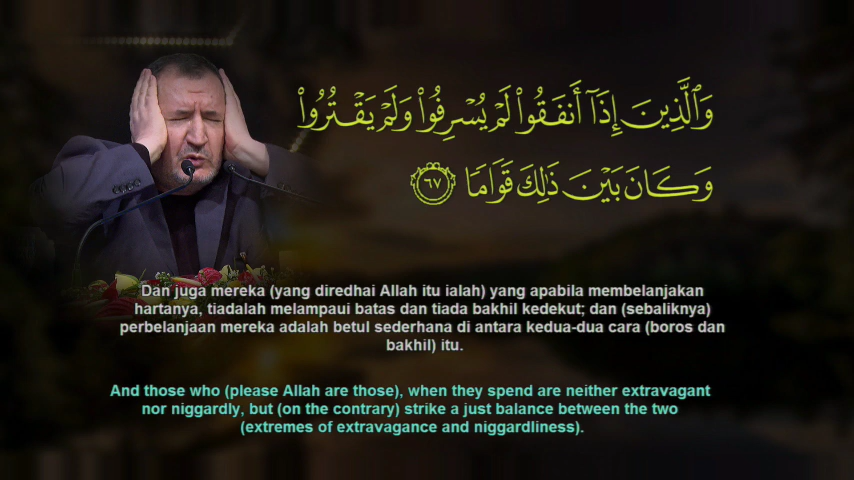 وَٱلَّذِينَ إِذَآ أَنفَقُوا۟ لَمْ يُسْرِفُوا۟ وَلَمْ يَقْتُرُوا۟
وَكَانَ بَيْنَ ذَٰلِكَ قَوَامًا ٦٧
Dan juga mereka (yang diredhai Allah itu ialah) yang apabila membelanjakan
hartanya, tiadalah melampaui batas dan tiada bakhil kedekut; dan (sebaliknya)
perbelanjaan mereka adalah betul sederhana di antara kedua-dua cara (boros dan
bakhil) itu.
And those who (please Allah are those), when they spend are neither extravagant
nor niggardly, but (on the contrary) strike a just balance between the two
(extremes of extravagance and niggardliness).